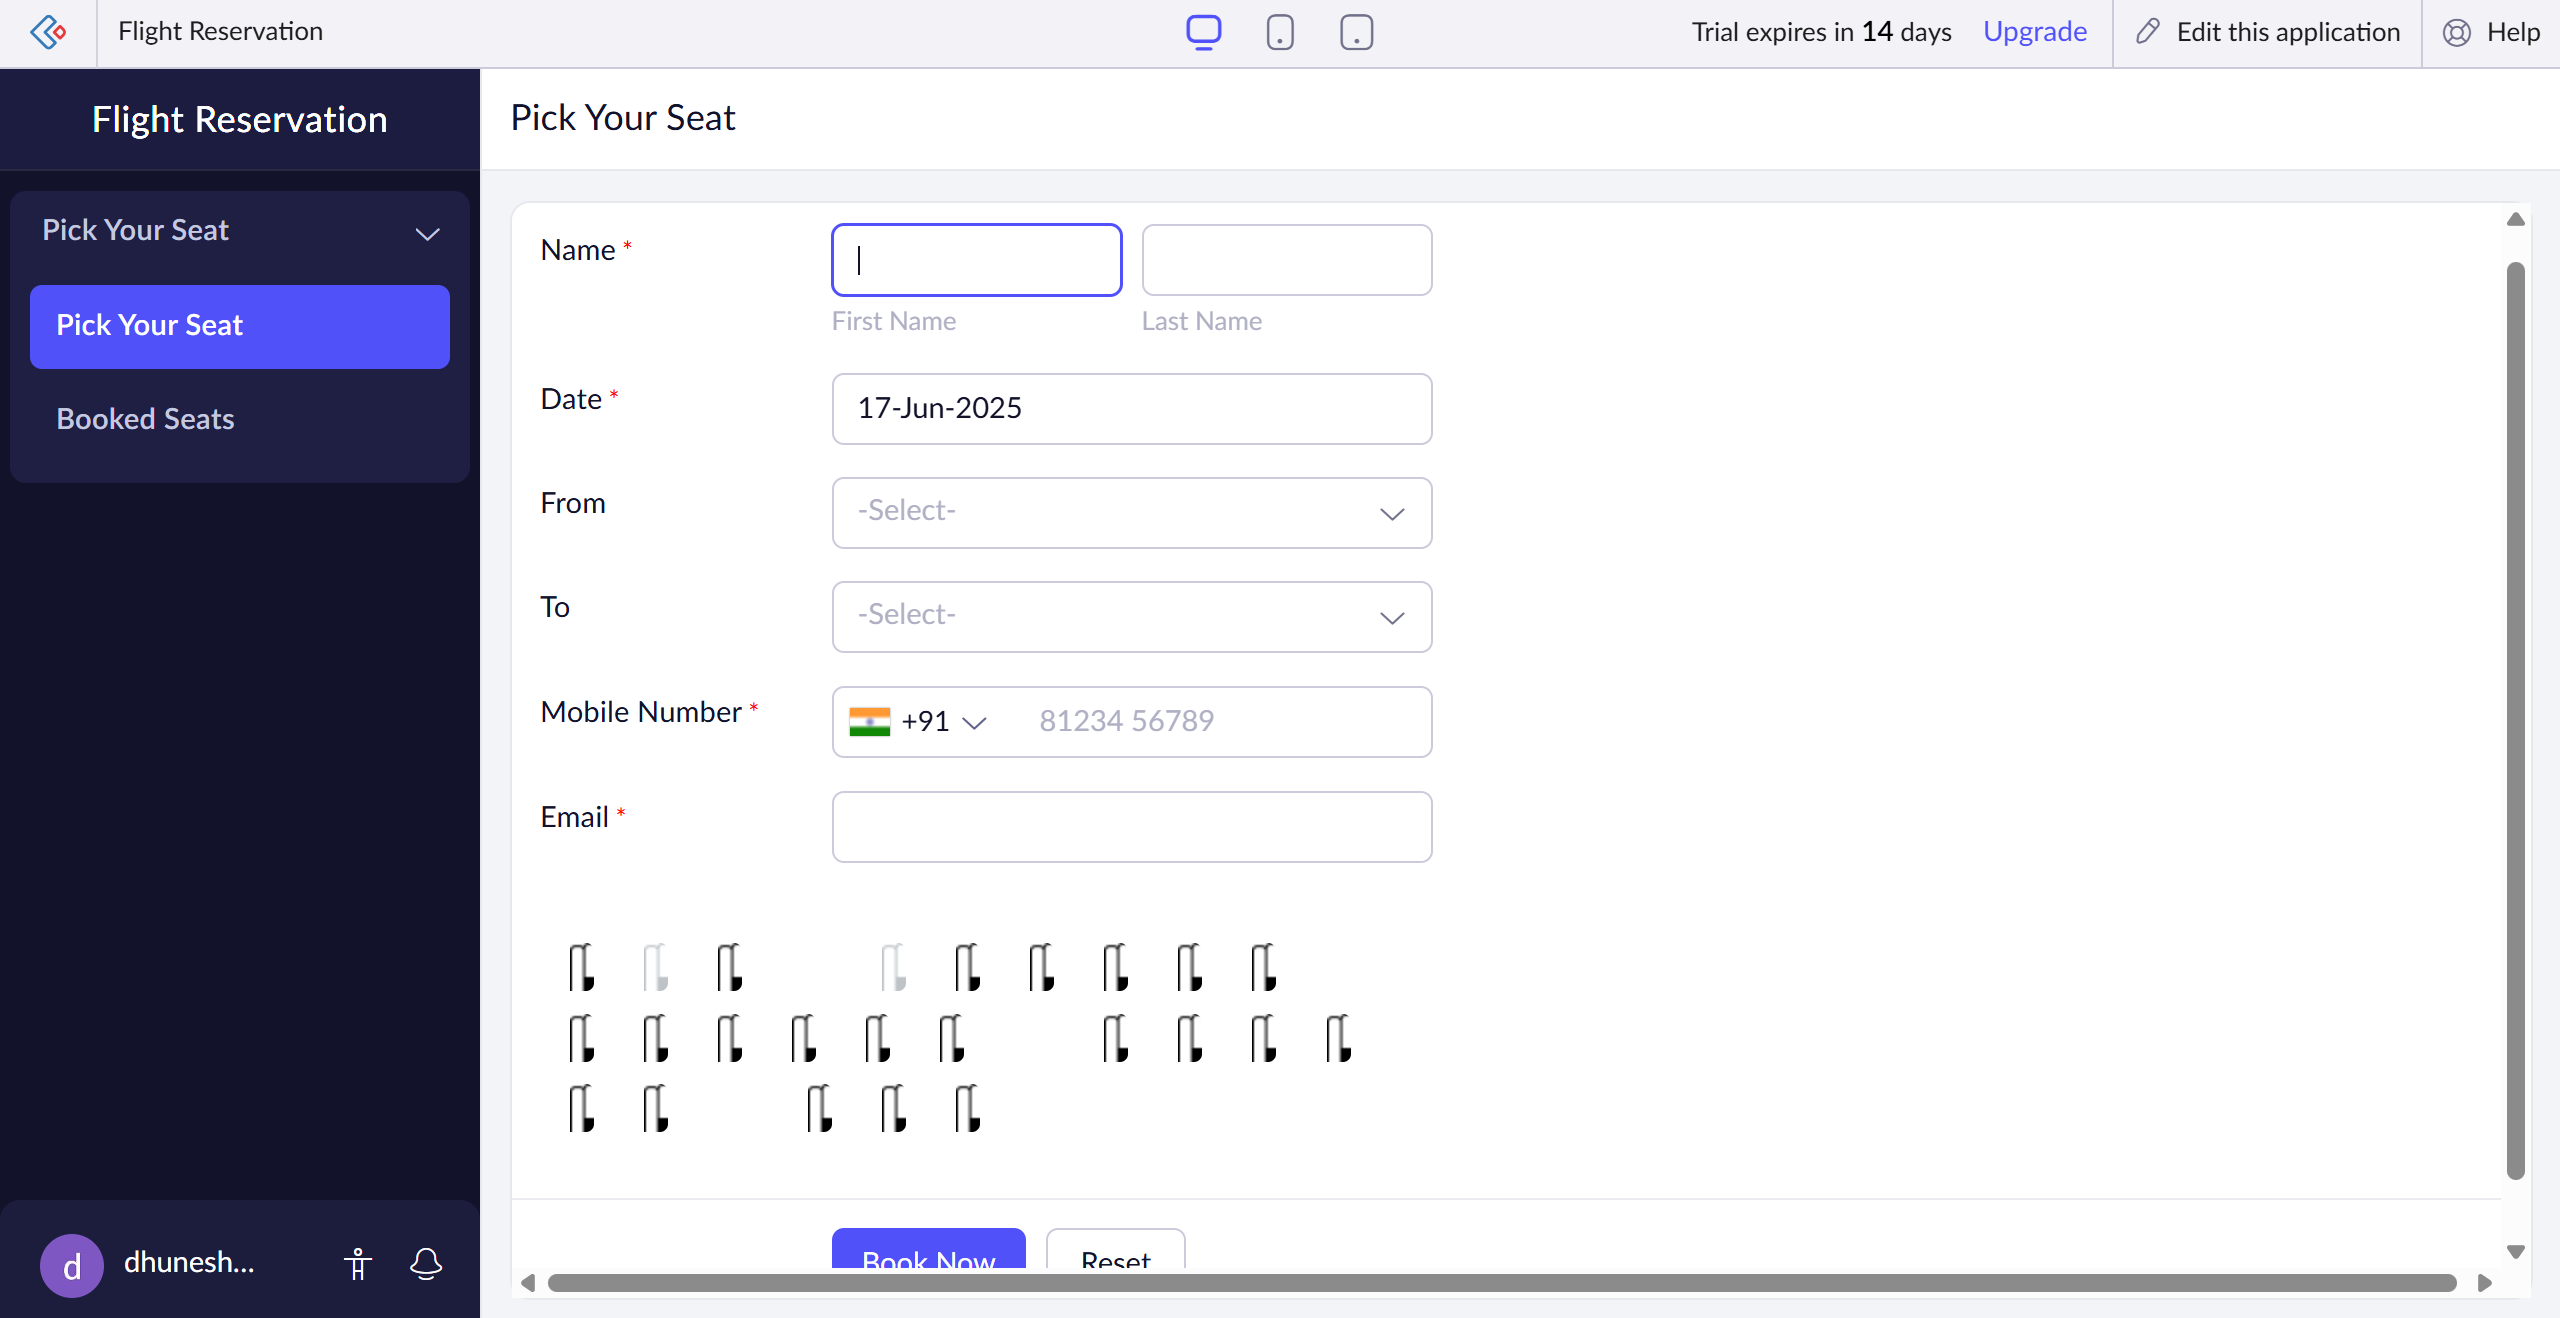 Flight Reservation
Trial expires in 14 days
Upgrade
Edit this application
Help
Flight Reservation
Pick Your Seat
Pick Your Seat
Booked Seats
dhunesh...
d
Pick Your Seat
Name *
First Name
Last Name
Date *
17-Jun-2025
From
-Select-
To
-Select-
Mobile Number *
+91
81234 56789
Email *
Book Now
Reset